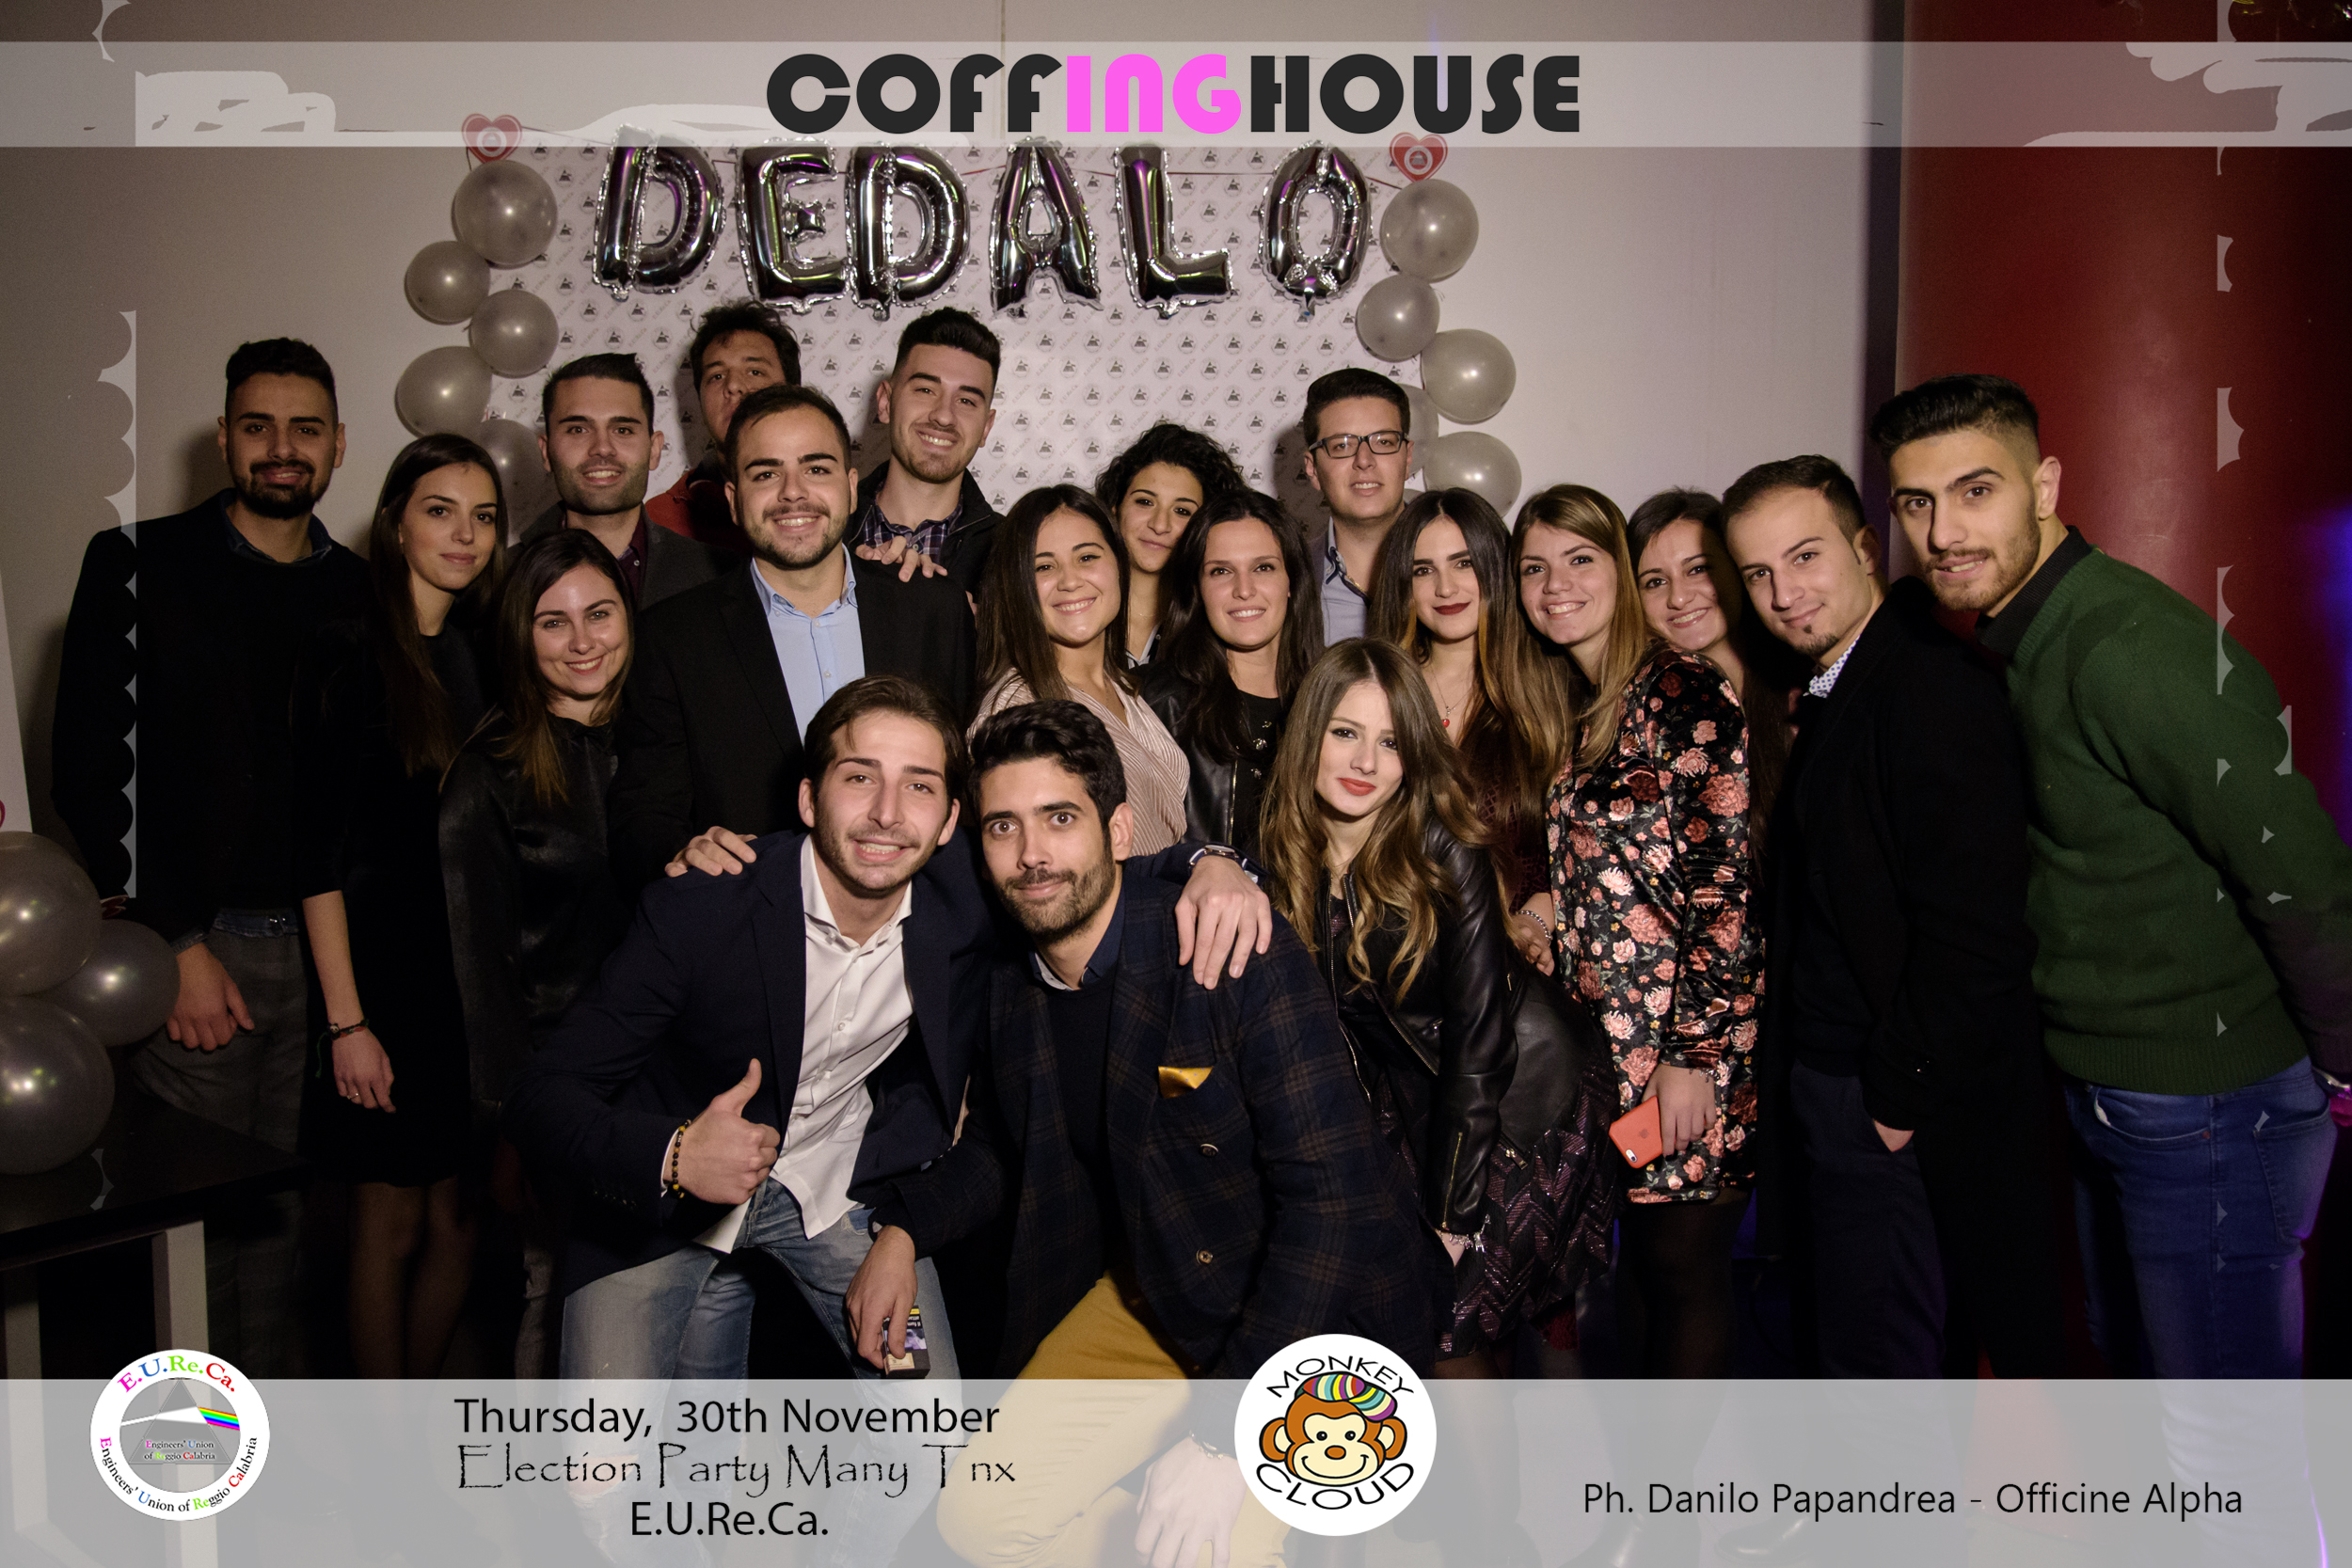 COFFINGHOUSE
DEDALO
E.U.Re.Ca.
Engineers' Union
of Reggio Calabria
Engineers' Union of Reggio Calabria
Thursday, 30th November
Election Party Many Tnx
E.U.Re.Ca.
MONKEY
CLOUD
Ph. Danilo Papandrea - Officine Alpha